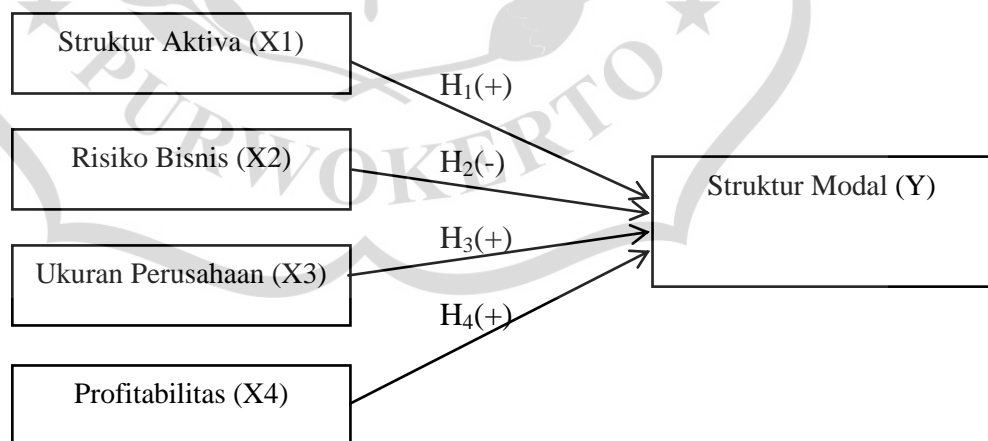 Struktur Aktiva (X1)
H₁(+)
PURWOKERTO
Risiko Bisnis (X2)
H₂(-)
Struktur Modal (Y)
Ukuran Perusahaan (X3)
H₃(+)
H₄(+)
Profitabilitas (X4)